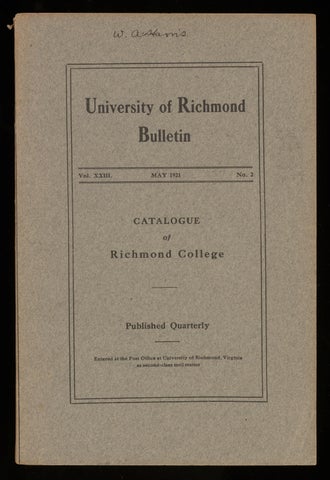 W. A. Harris
University of Richmond
Bulletin
Vol. XXIII. MAY 1921 No. 2
CATALOGUE
of
Richmond College
Published Quarterly
Entered at the Post Office at University of Richmond, Virginia
as second-class mail matter